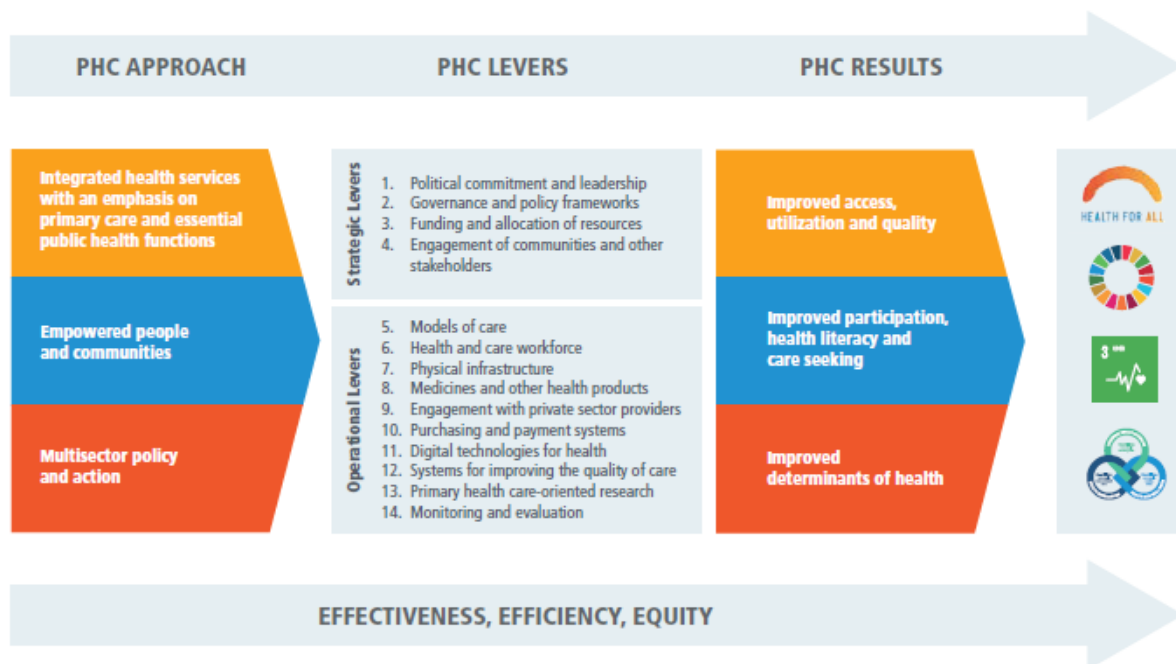 PHC APPROACH
PHC LEVERS
PHC RESULTS
Integrated health services
with an emphasis on
primary care and essential
public health functions
Empowered people
and communities
Multisector policy
and action
Strategic Levers
1. Political commitment and leadership
2. Governance and policy frameworks
3. Funding and allocation of resources
4. Engagement of communities and other
stakeholders
Operational Levers
5. Models of care
6. Health and care workforce
7. Physical infrastructure
8. Medicines and other health products
9. Engagement with private sector providers
10. Purchasing and payment systems
11. Digital technologies for health
12. Systems for improving the quality of care
13. Primary health care-oriented research
14. Monitoring and evaluation
Improved access,
utilization and quality
Improved participation,
health literacy and
care seeking
Improved
determinants of health
HEALTH FOR ALL
3
EFFECTIVENESS, EFFICIENCY, EQUITY